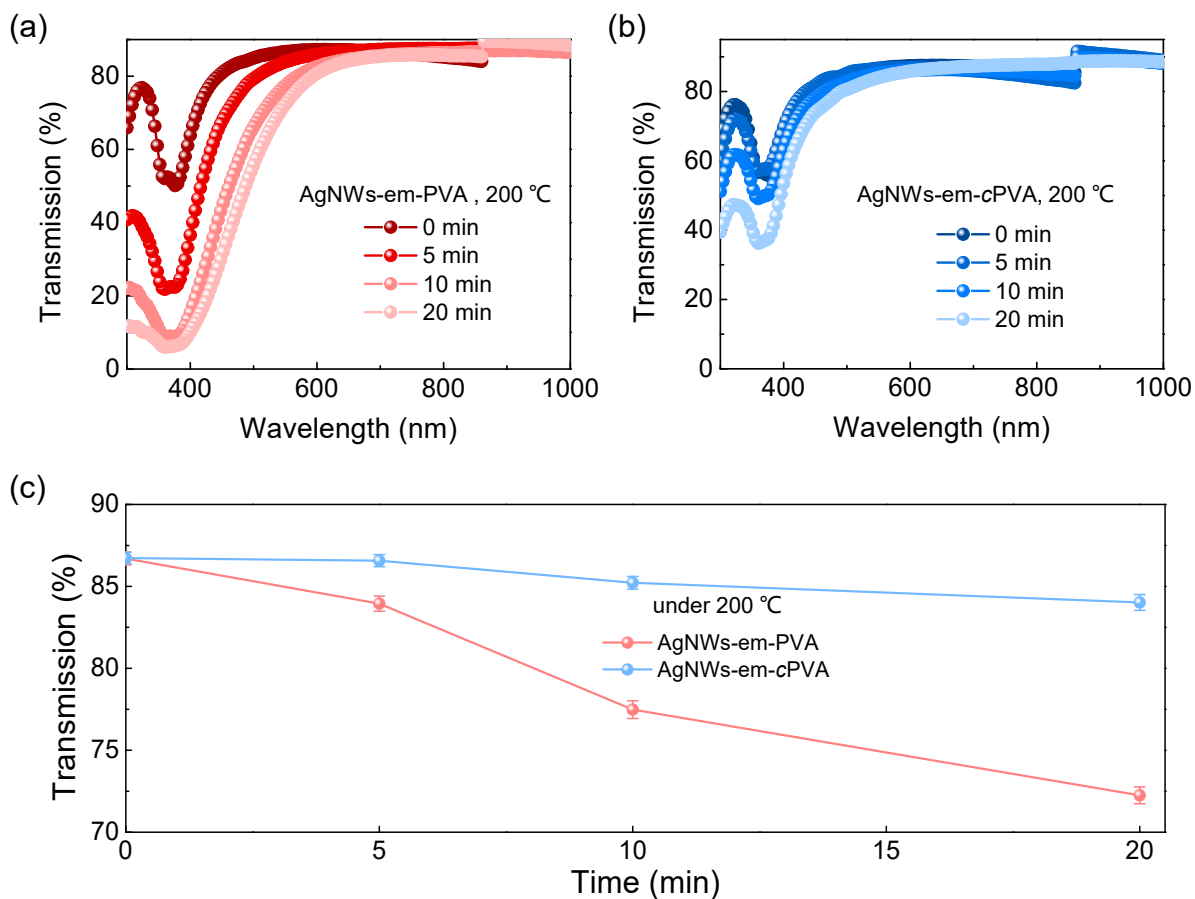 (a)
80
60
40
20
0
Transmission (%)
AgNWs-em-PVA , 200 ℃
0 min
5 min
10 min
20 min
400
600
800
1000
Wavelength (nm)
(b)
80
60
40
20
0
Transmission (%)
AgNWs-em-cPVA, 200 ℃
0 min
5 min
10 min
20 min
400
600
800
1000
Wavelength (nm)
(c)
90
85
80
75
70
Transmission (%)
under 200 ℃
AgNWs-em-PVA
AgNWs-em-cPVA
0
5
10
15
20
Time (min)